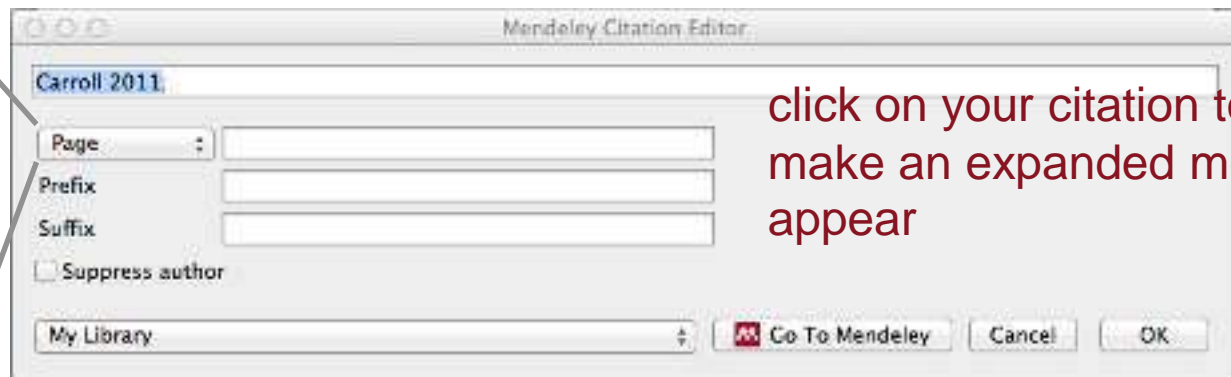 Mendeley Citation Editor
Carroll 2011
click on your citation
Page
make an expanded
Prefix
appear
Suffix
Suppress author
My Library
Go To Mendeley
Cancel
OK